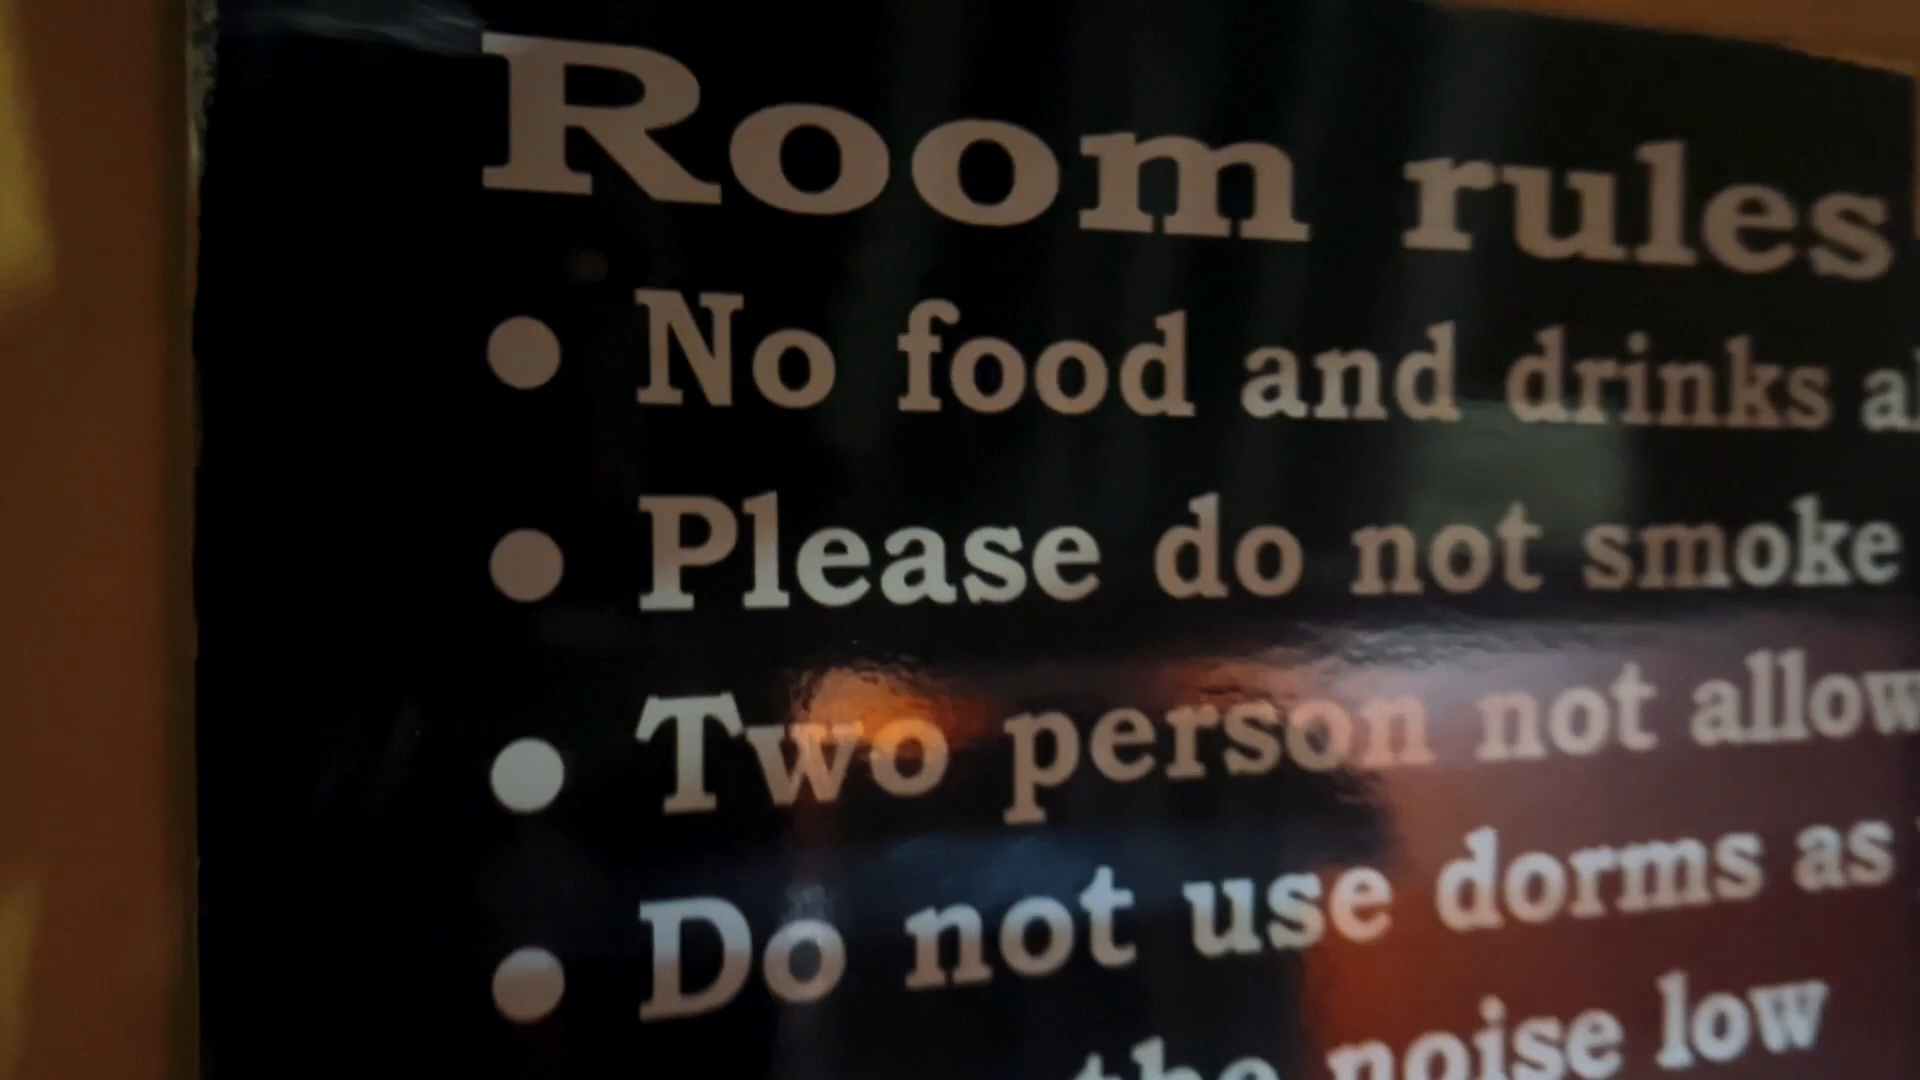 Room rules
• No food and drinks
• Please do not smoke
• Two person not
• Do not use dorms as
the noise low